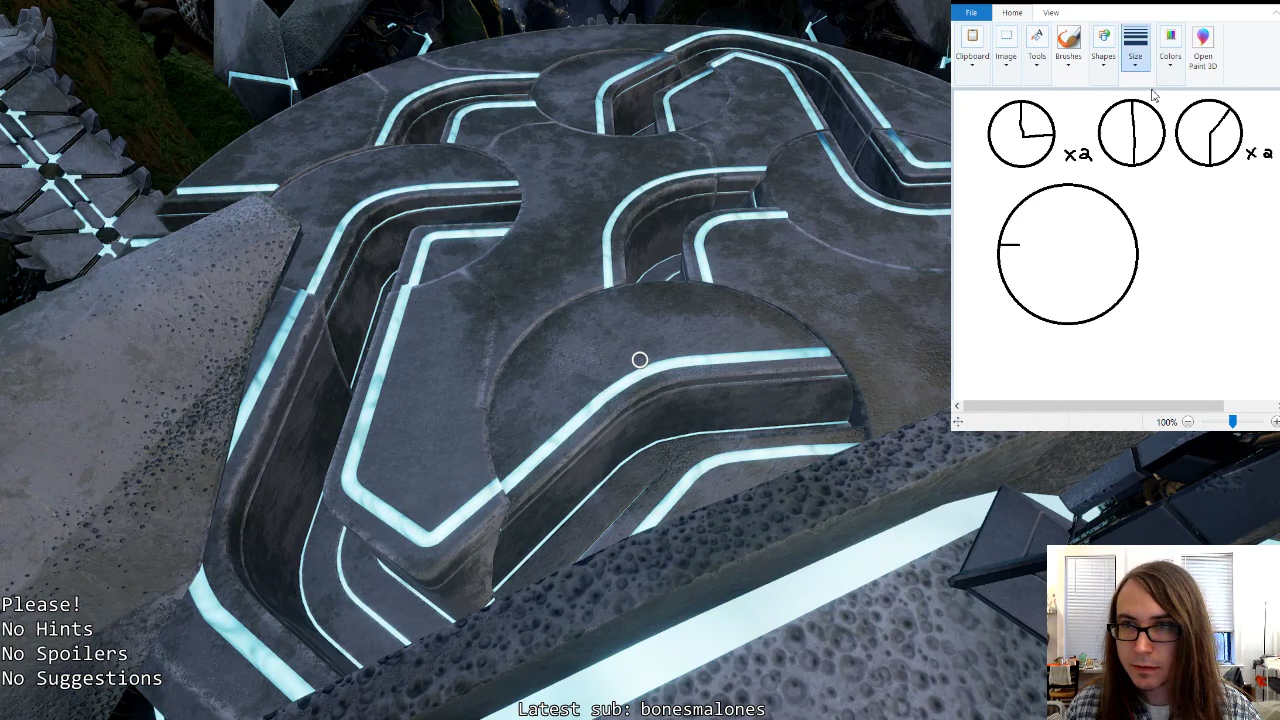 File Home View
Clipboard Image Tools Brushes Shapes Size Colors Open Paint 3D
x2 x2
100%
Please!
No Hints
No Spoilers
No Suggestions
Latest sub: bonesmalones